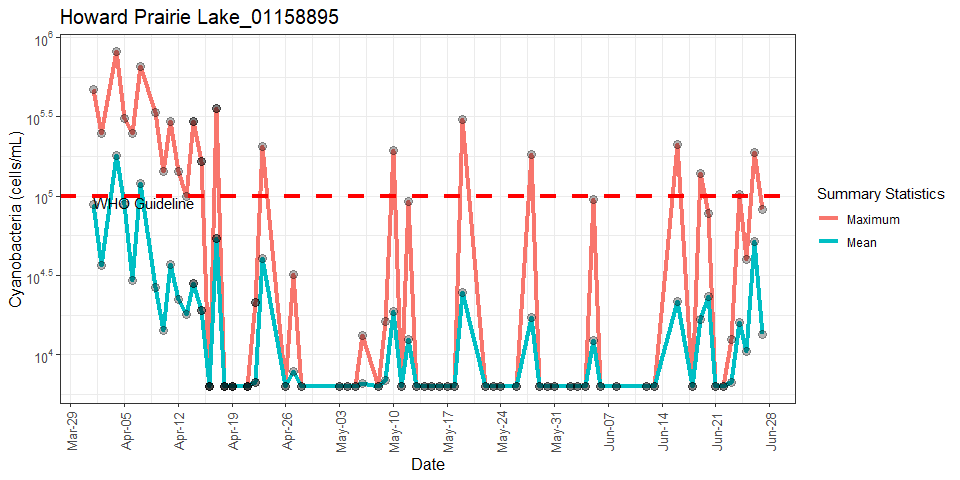 Howard Prairie Lake_01158895
Cyanobacteria (cells/mL)
10^6
10^5.5
10^5
10^4.5
10^4
WHO Guideline
Mar-29
Apr-05
Apr-12
Apr-19
Apr-26
May-03
May-10
May-17
May-24
May-31
Jun-07
Jun-14
Jun-21
Jun-28
Date
Summary Statistics
Maximum
Mean